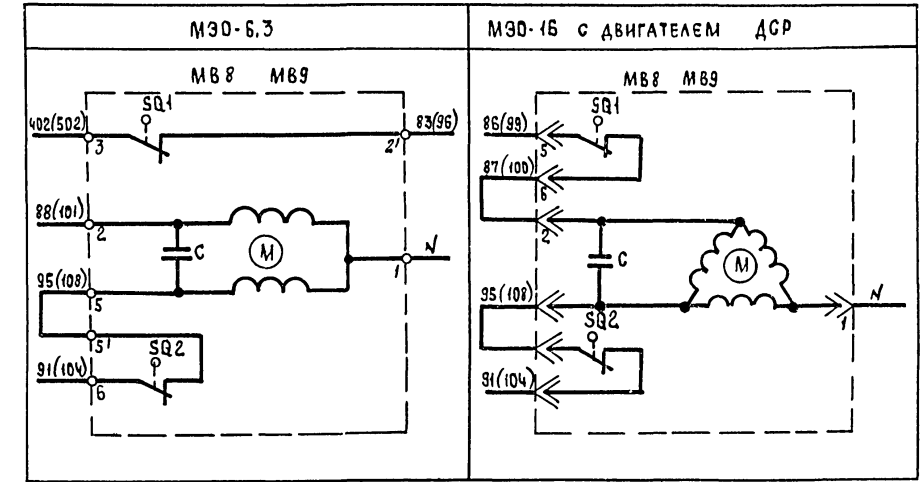 МЭО-6,3
МВ8 МВ9
SQ1
402(502)
3
83(96)
2'
88(101)
2
C
М
N
1
95(108)
5
5'
SQ2
91(104)
6
МЭО-16 С ДВИГАТЕЛЕМ ДСР
МВ8 МВ9
SQ1
86(99)
5
87(100)
6
2
C
М
95(108)
N
1
SQ2
91(104)